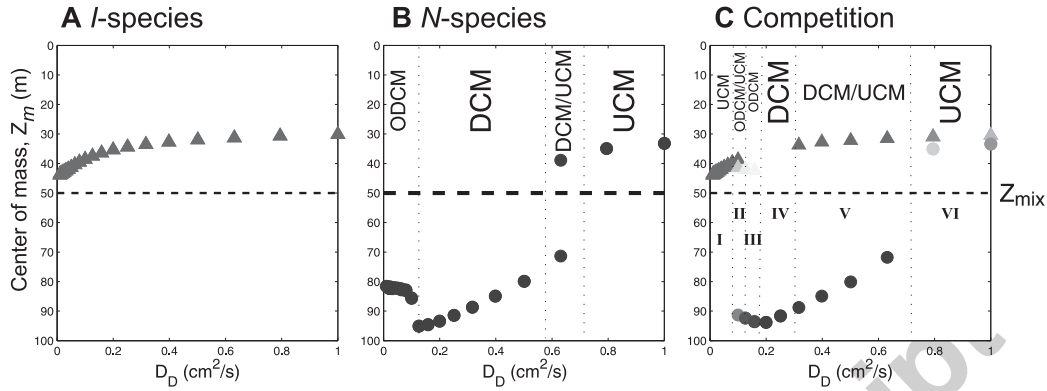 A I-species
B N-species
C Competition
Center of mass, Zm (m)
0
10
20
30
40
50
60
70
80
90
100
0
0.2
0.4
0.6
0.8
1
D_D (cm²/s)
0
10
20
30
40
50
60
70
80
90
100
ODCM
DCM
DCM/UCM
UCM
0
0.2
0.4
0.6
0.8
1
D_D (cm²/s)
0
10
20
30
40
50
60
70
80
90
100
UCM
ODCM/UCM
ODCM
DCM
DCM/UCM
UCM
Zmix
I
II
III
IV
V
VI
0
0.2
0.4
0.6
0.8
1
D_D (cm²/s)